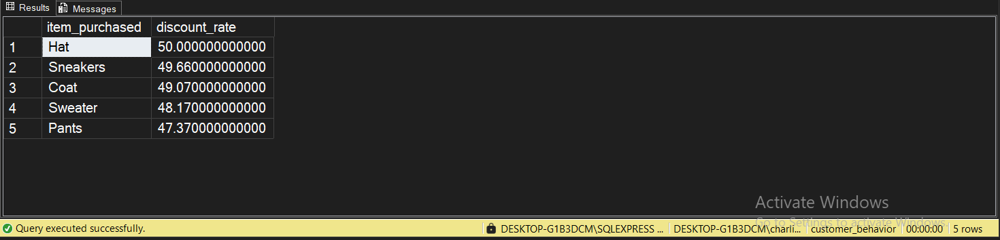 Results Messages
item_purchased discount_rate
1 Hat 50.000000000000
2 Sneakers 49.660000000000
3 Coat 49.070000000000
4 Sweater 48.170000000000
5 Pants 47.370000000000
Activate Windows
Go to Settings to activate Windows.
Query executed successfully. DESKTOP-G1B3DCM\SQLEXPRESS ... DESKTOP-G1B3DCM\charli... customer_behavior 00:00:00 5 rows